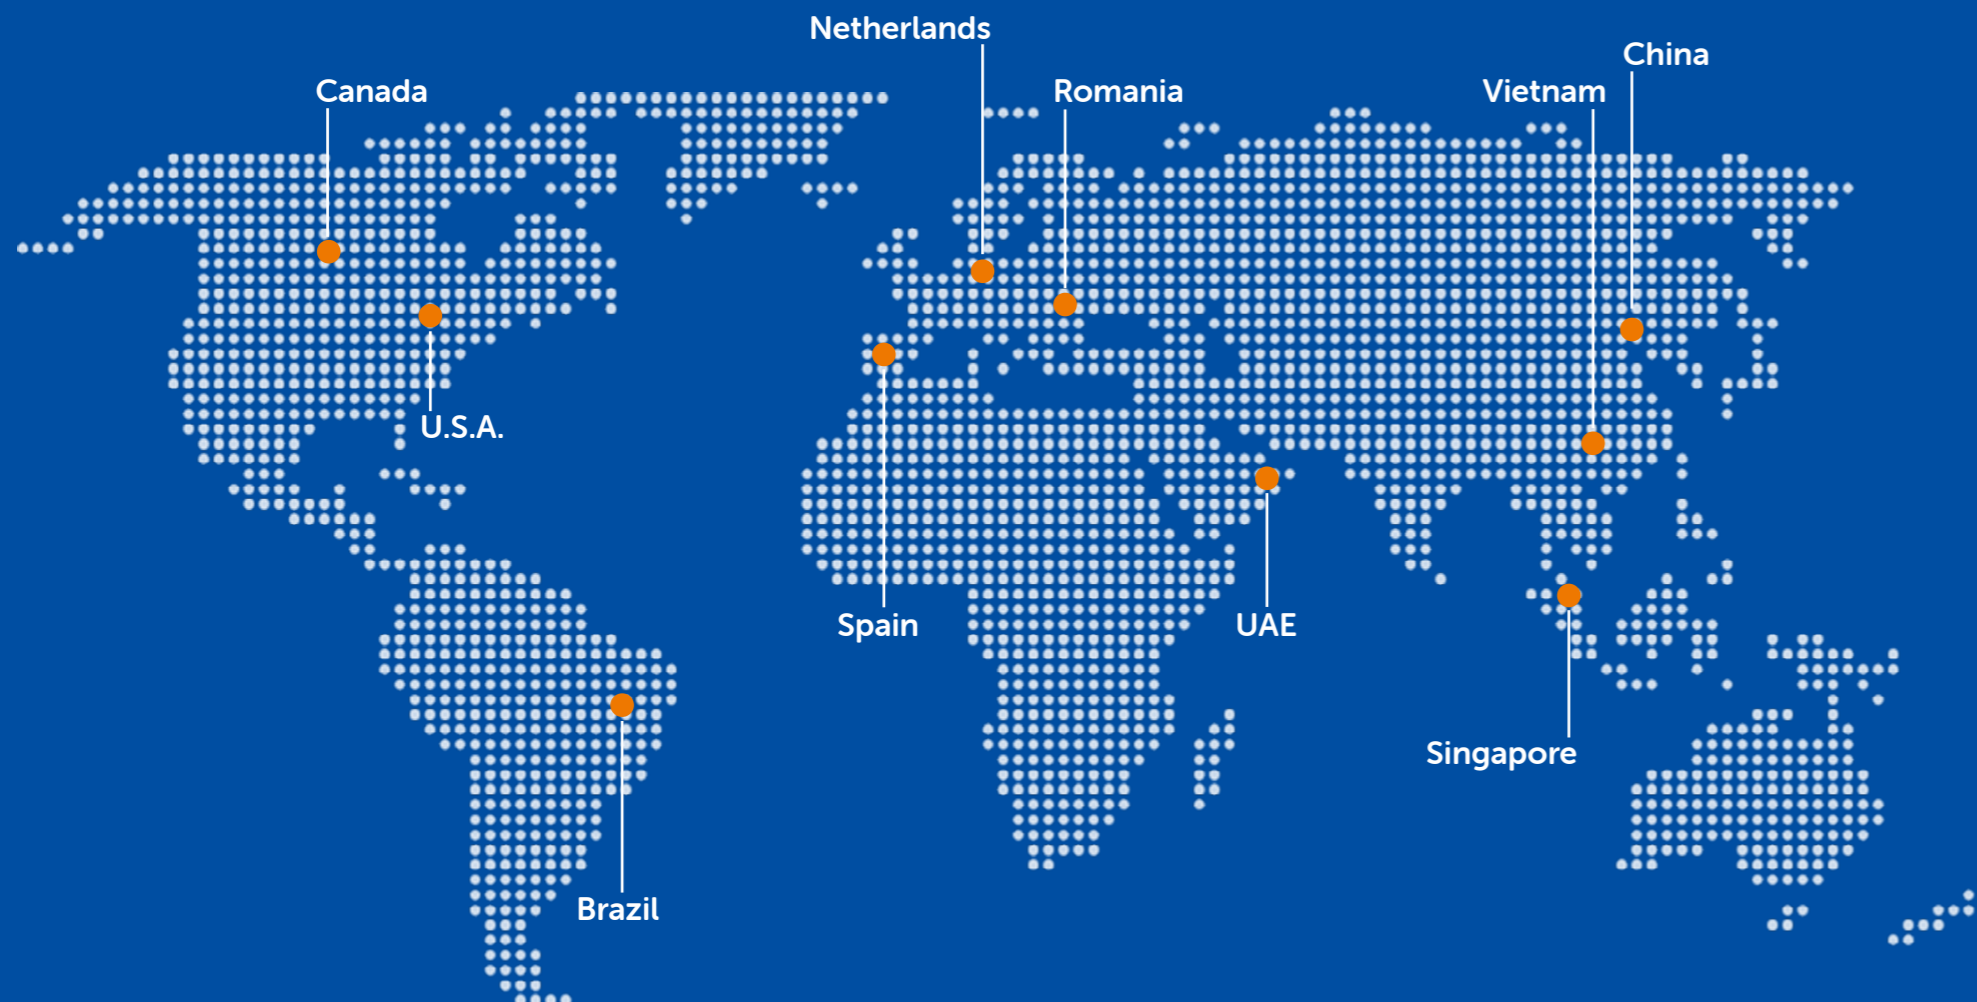 Netherlands
China
Canada
Romania
Vietnam
U.S.A.
Spain
UAE
Singapore
Brazil